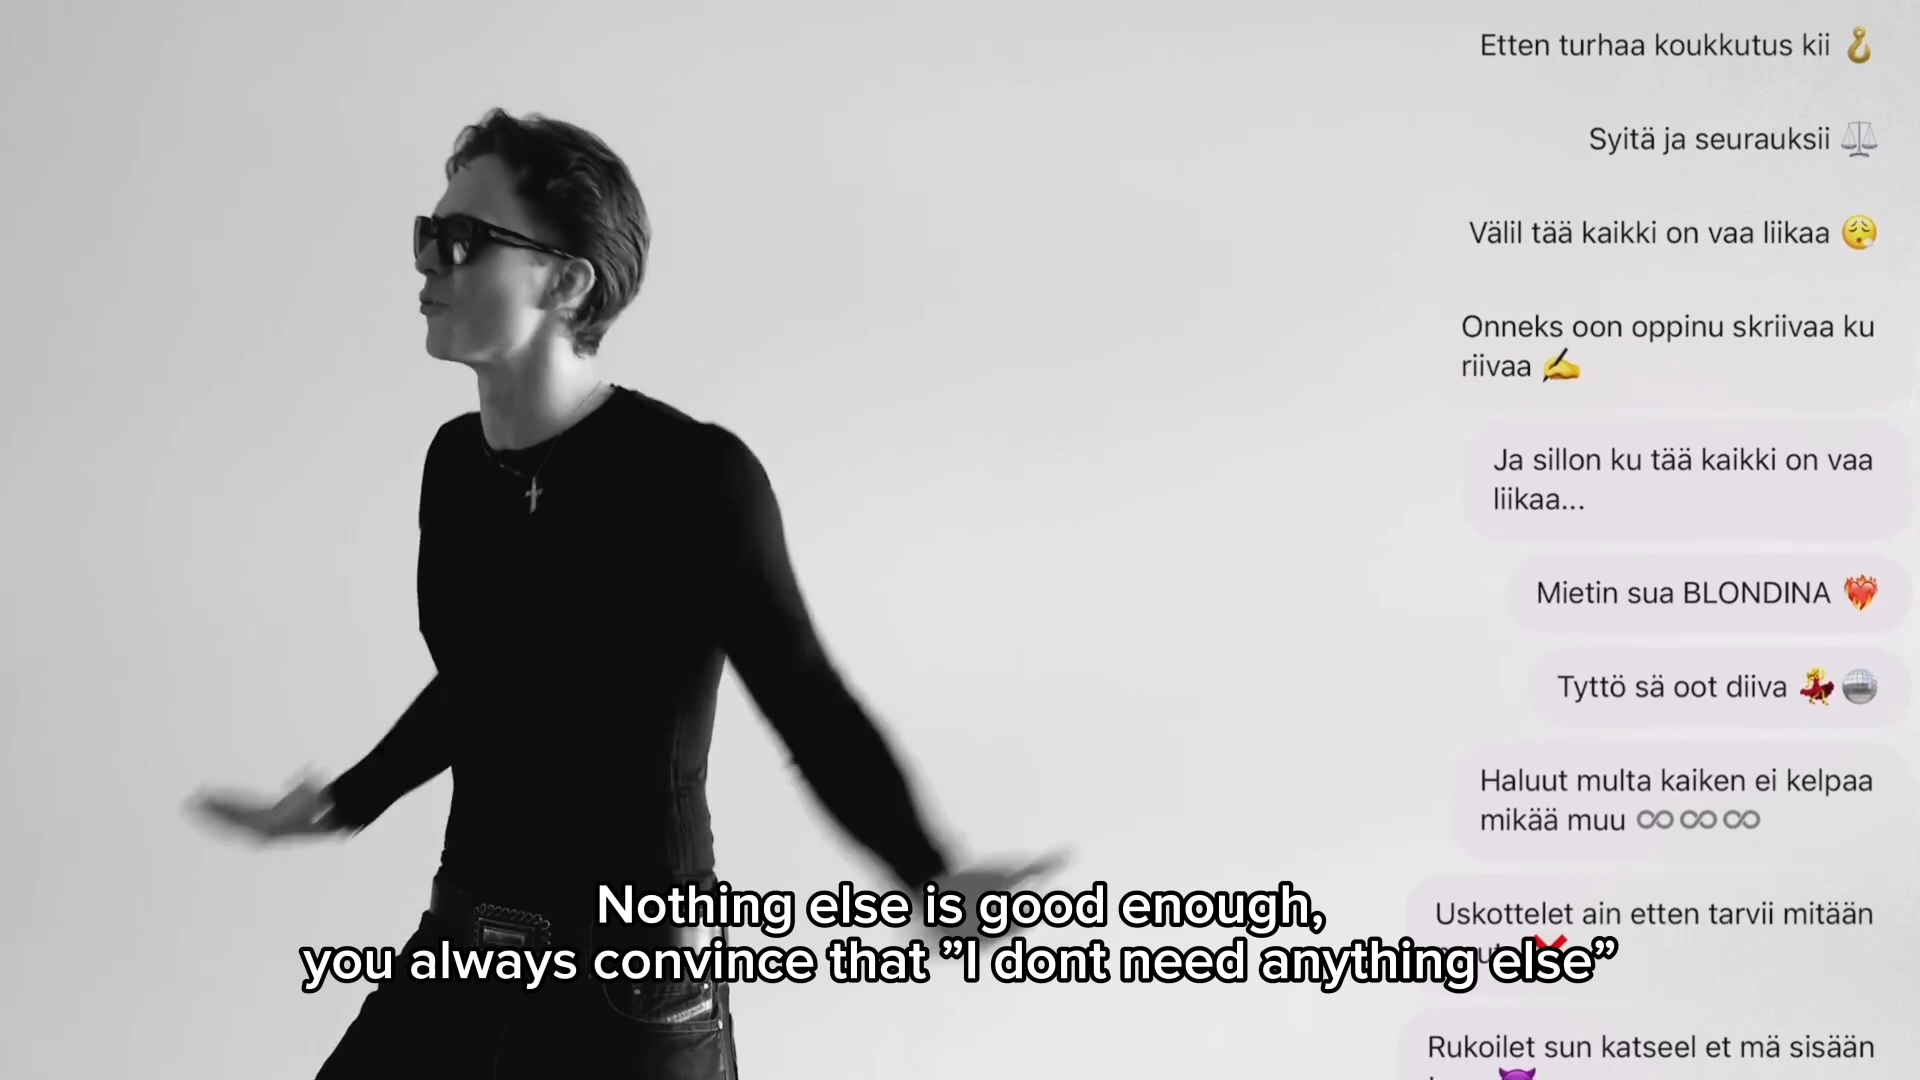 Etten turhaa koukkutus kii 🪝
Syitä ja seurauksii ⚖️
Välil tää kaikki on vaa liikaa 😮‍💨
Onneks oon oppinu skriivaa ku
riivaa ✍️
Ja sillon ku tää kaikki on vaa
liikaa...
Mietin sua BLONDINA ❤️‍🔥
Tyttö sä oot diiva 💃🪩
Haluut multa kaiken ei kelpaa
mikää muu ♾️♾️♾️
Uskottelet ain etten tarvii mitään
Rukoilet sun katseel et mä sisään
Nothing else is good enough,
you always convince that ”I dont need anything else”